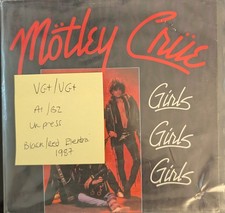 Mötley Crüe
VG+/VG+
A1/B2
UK press
Black/Red Elektra
1987
Girls
Girls
Girls